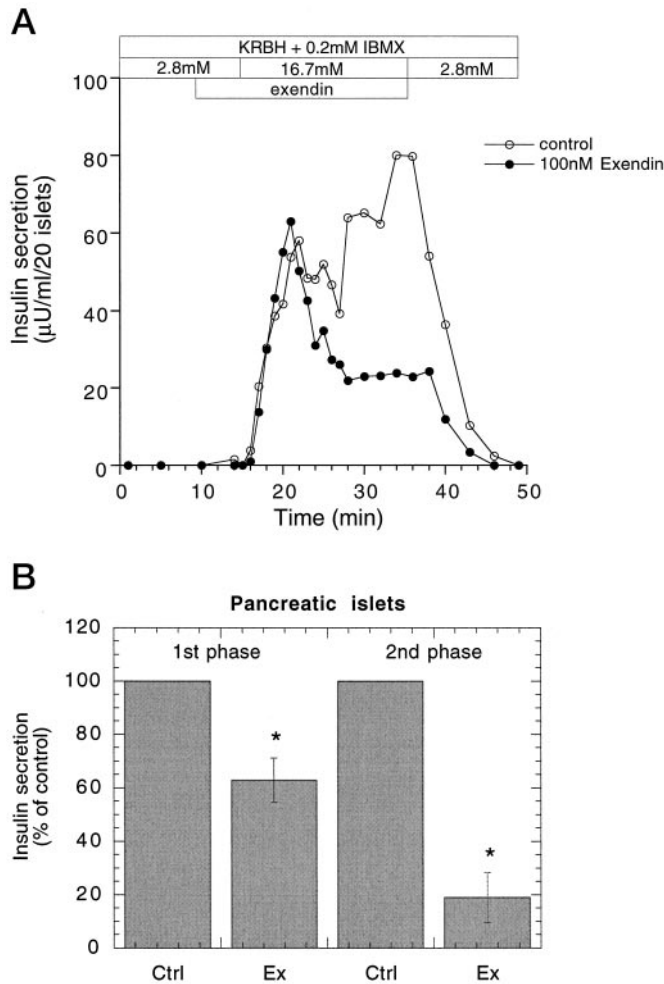 A
KRBH + 0.2mM IBMX
2.8mM 16.7mM 2.8mM
exendin
100
80
60
40
20
0
0 10 20 30 40 50
Insulin secretion
(µU/ml/20 islets)
Time (min)
control
100nM Exendin
B
Pancreatic islets
120
100
80
60
40
20
0
1st phase 2nd phase
* *
Insulin secretion
(% of control)
Ctrl Ex Ctrl Ex